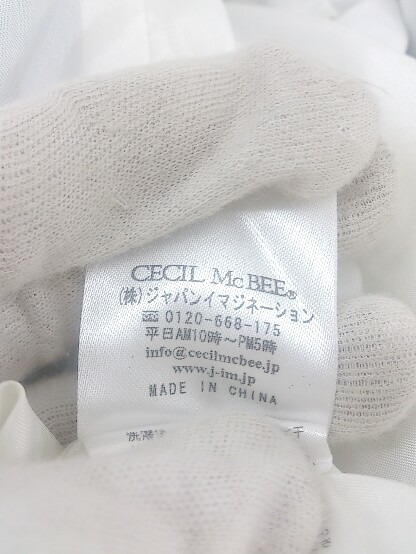 CECIL McBEE®
(株)ジャパンイマジネーション
☎ 0120-668-175
平日AM10時~PM5時
info@cecilmcbee.jp
www.j-im.jp
MADE IN CHINA